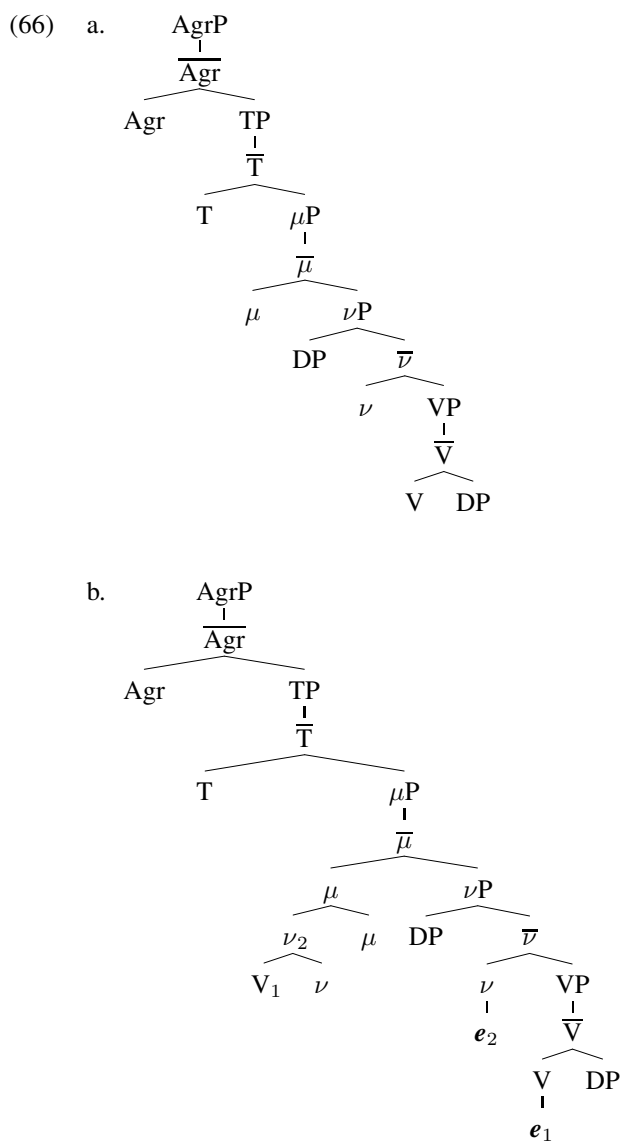 (66) a. AgrP
Agr̅
Agr TP
T̅
T μP
μ̅
μ νP
DP ν̅
ν VP
V̅
V DP
b. AgrP
Agr̅
Agr TP
T̅
T μP
μ̅
μ νP
ν₂ μ DP ν̅
V₁ ν ν VP
e₂ V̅
V DP
e₁